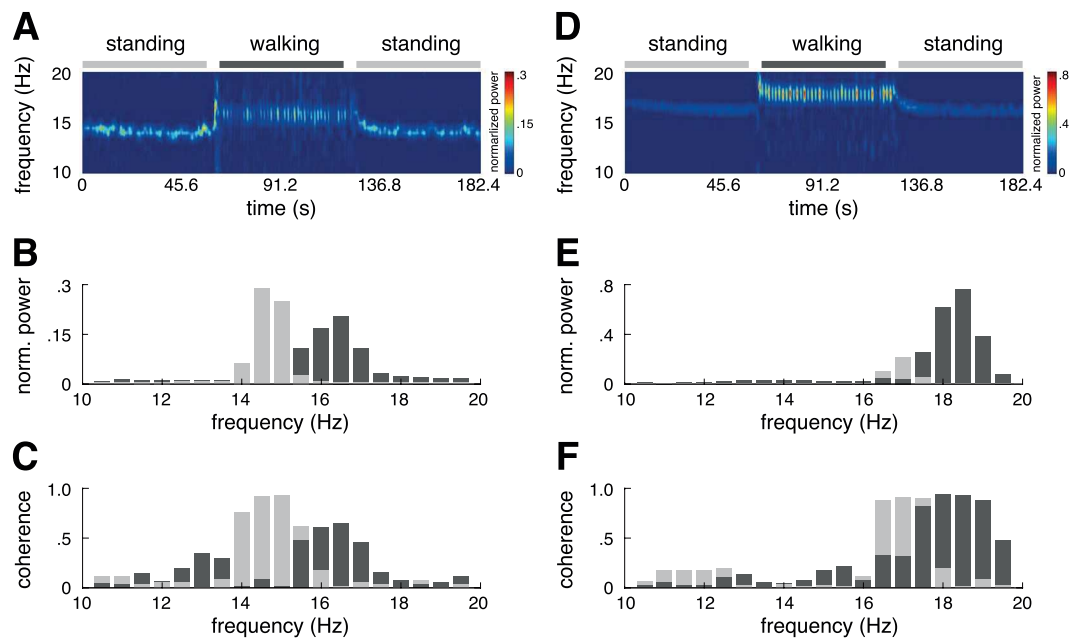 A
standing walking standing
frequency (Hz)
20
15
10
0 45.6 91.2 136.8 182.4
time (s)
.3
.15
0
normarlized power
D
standing walking standing
frequency (Hz)
20
15
10
0 45.6 91.2 136.8 182.4
time (s)
.8
.4
0
normalized power
B
norm. power
.3
.15
0
10 12 14 16 18 20
frequency (Hz)
E
norm. power
.8
.4
0
10 12 14 16 18 20
frequency (Hz)
C
coherence
1.0
.5
0
10 12 14 16 18 20
frequency (Hz)
F
coherence
1.0
.5
0
10 12 14 16 18 20
frequency (Hz)